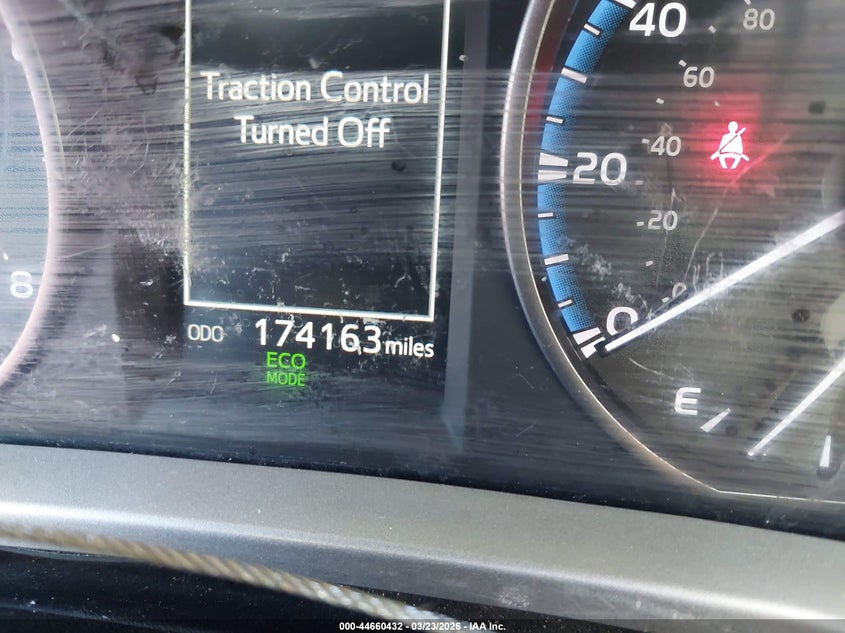 40
80
Traction Control
Turned Off
60
40
20
20
8
0
0
ODO 174163 miles
ECO
MODE
E
000-44660432 - 03/23/2026 - IAA Inc.